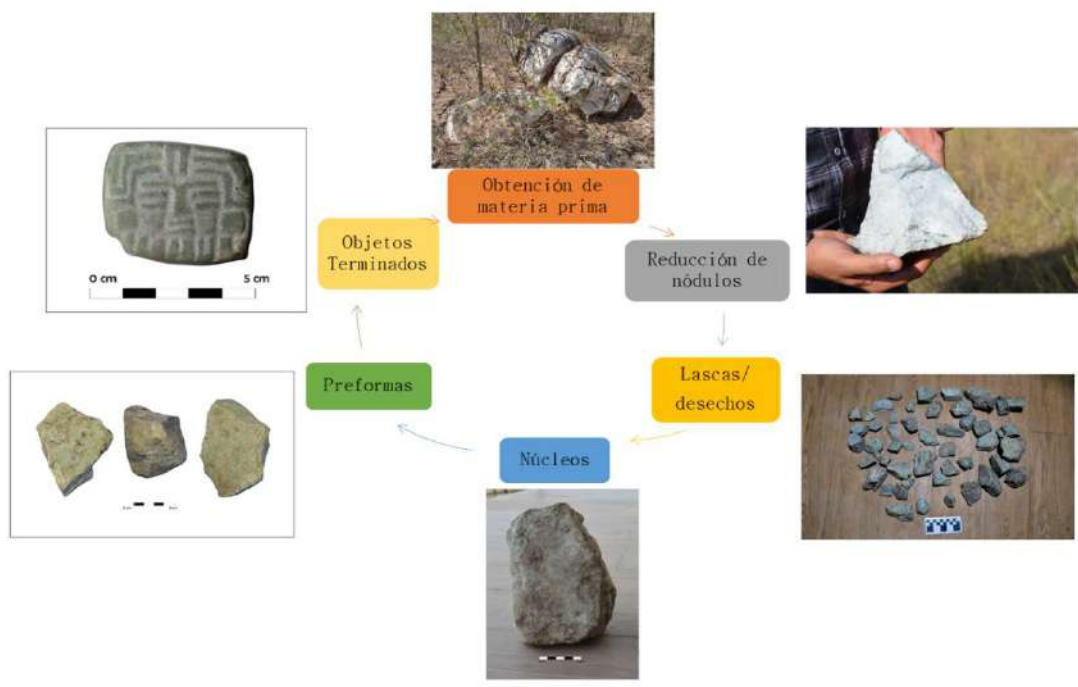 Obtención de
materia prima
Reducción de
nódulos
Lascas/
desechos
Núcleos
Preformas
Objetos
Terminados
0 cm
5 cm